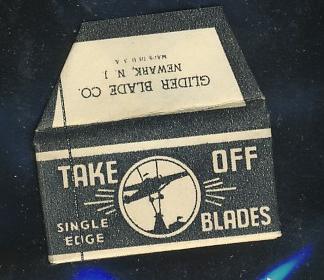 GLIDER BLADE CO.
NEWARK, N. J.
MADE IN U.S.A.
TAKE OFF
SINGLE EDGE
BLADES